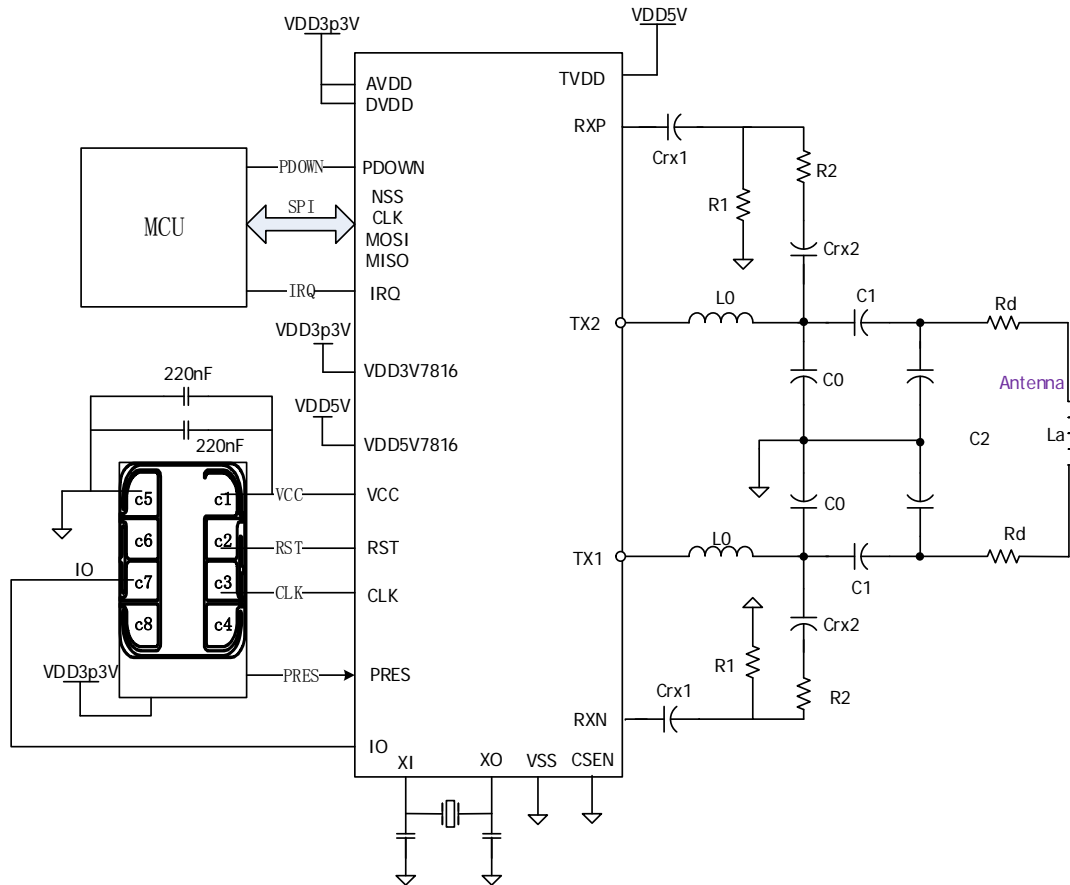 VDD3p3V
VDD5V
AVDD
DVDD
TVDD
RXP
Crx1
R2
R1
Crx2
MCU
PDOWN
PDOWN
SPI
NSS
CLK
MOSI
MISO
IRQ
IRQ
TX2
L0
C1
Rd
VDD3p3V
VDD3V7816
C0
Antenna
220nF
VDD5V
220nF
VDD5V7816
C2
La
c5
c1
VCC
VCC
C0
c6
c2
RST
RST
TX1
L0
C1
Rd
IO
c7
c3
CLK
CLK
c8
c4
Crx2
VDD3p3V
PRES
PRES
R1
Crx1
R2
RXN
IO
XI
XO
VSS
CSEN